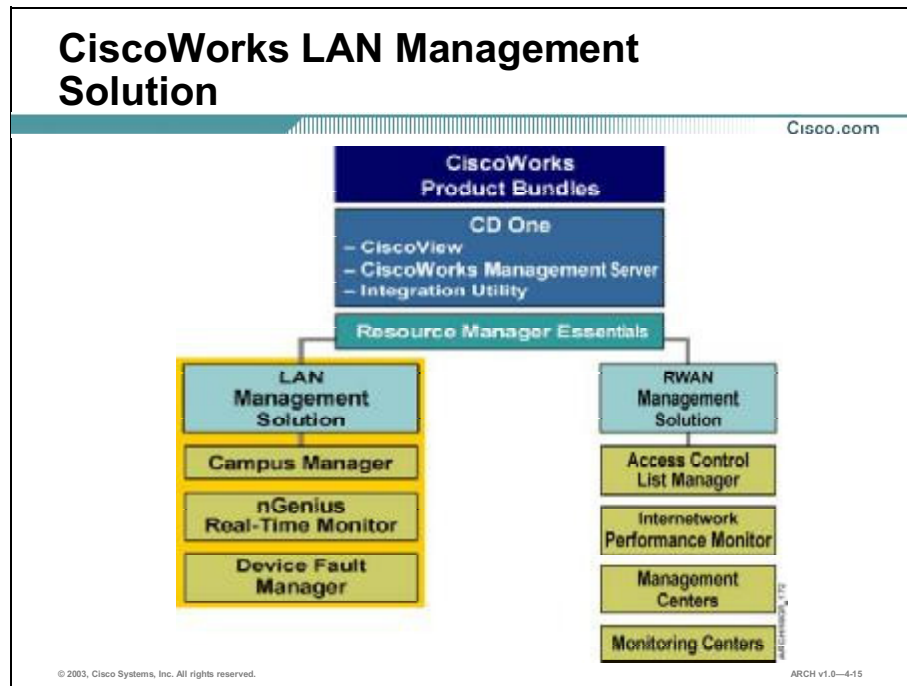 CiscoWorks LAN Management
Solution
Cisco.com
CiscoWorks
Product Bundles
CD One
– CiscoView
– CiscoWorks Management Server
– Integration Utility
Resource Manager Essentials
LAN
Management
Solution
Campus Manager
nGenius
Real-Time Monitor
Device Fault
Manager
RWAN
Management
Solution
Access Control
List Manager
Internetwork
Performance Monitor
Management
Centers
Monitoring Centers
© 2003, Cisco Systems, Inc. All rights reserved.
ARCH v1.0—4-15